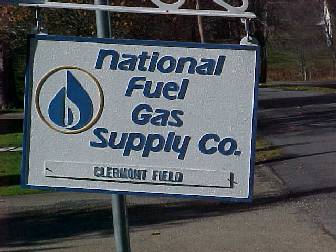 National
Fuel
Gas
Supply Co.
CLERMONT FIELD